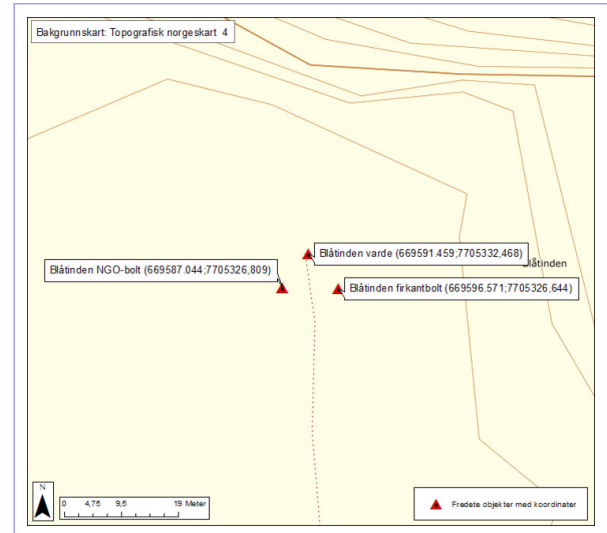 Bakgrunnskart: Topografisk norgeskart 4
Blåtinden varde (669591.459;7705332,468)
Blåtinden
Blåtinden NGO-bolt (669587.044;7705326,809)
Blåtinden firkantbolt (669596.571;7705326,644)
N
0 4,75 9,5 19 Meter
Fredete objekter med koordinater